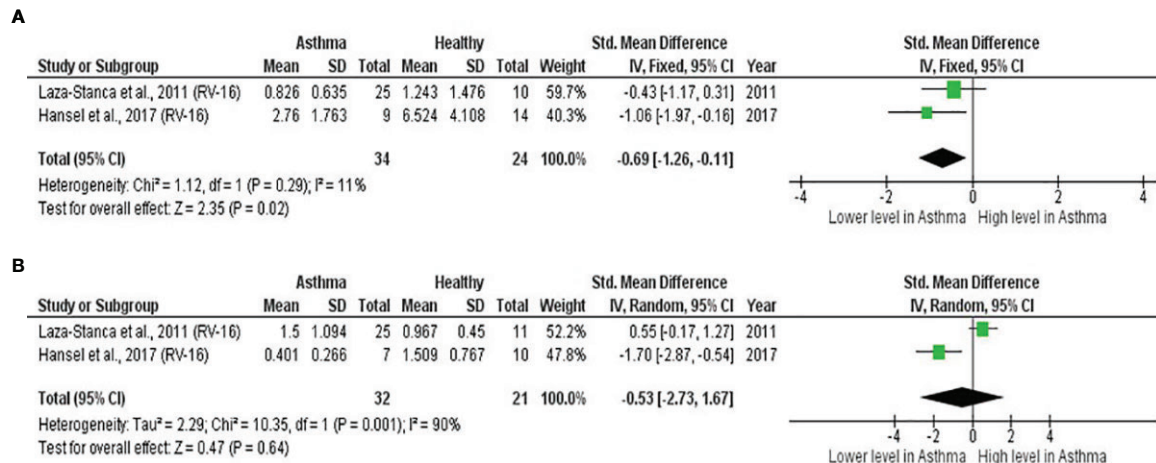 A
Asthma Healthy Std. Mean Difference Std. Mean Difference
Study or Subgroup Mean SD Total Mean SD Total Weight IV, Fixed, 95% CI Year IV, Fixed, 95% CI
Laza-Stanca et al., 2011 (RV-16) 0.826 0.635 25 1.243 1.476 10 59.7% -0.43 [-1.17, 0.31] 2011
Hansel et al., 2017 (RV-16) 2.76 1.763 9 6.524 4.108 14 40.3% -1.06 [-1.97, -0.16] 2017
Total (95% CI) 34 24 100.0% -0.69 [-1.26, -0.11]
Heterogeneity: Chi² = 1.12, df = 1 (P = 0.29); I² = 11%
Test for overall effect: Z = 2.35 (P = 0.02)
-4 -2 0 2 4
Lower level in Asthma High level in Asthma
B
Asthma Healthy Std. Mean Difference Std. Mean Difference
Study or Subgroup Mean SD Total Mean SD Total Weight IV, Random, 95% CI Year IV, Random, 95% CI
Laza-Stanca et al., 2011 (RV-16) 1.5 1.094 25 0.967 0.45 11 52.2% 0.55 [-0.17, 1.27] 2011
Hansel et al., 2017 (RV-16) 0.401 0.266 7 1.509 0.767 10 47.8% -1.70 [-2.87, -0.54] 2017
Total (95% CI) 32 21 100.0% -0.53 [-2.73, 1.67]
Heterogeneity: Tau² = 2.29; Chi² = 10.35, df = 1 (P = 0.001); I² = 90%
Test for overall effect: Z = 0.47 (P = 0.64)
-4 -2 0 2 4
Lower level in Asthma High level in Asthma